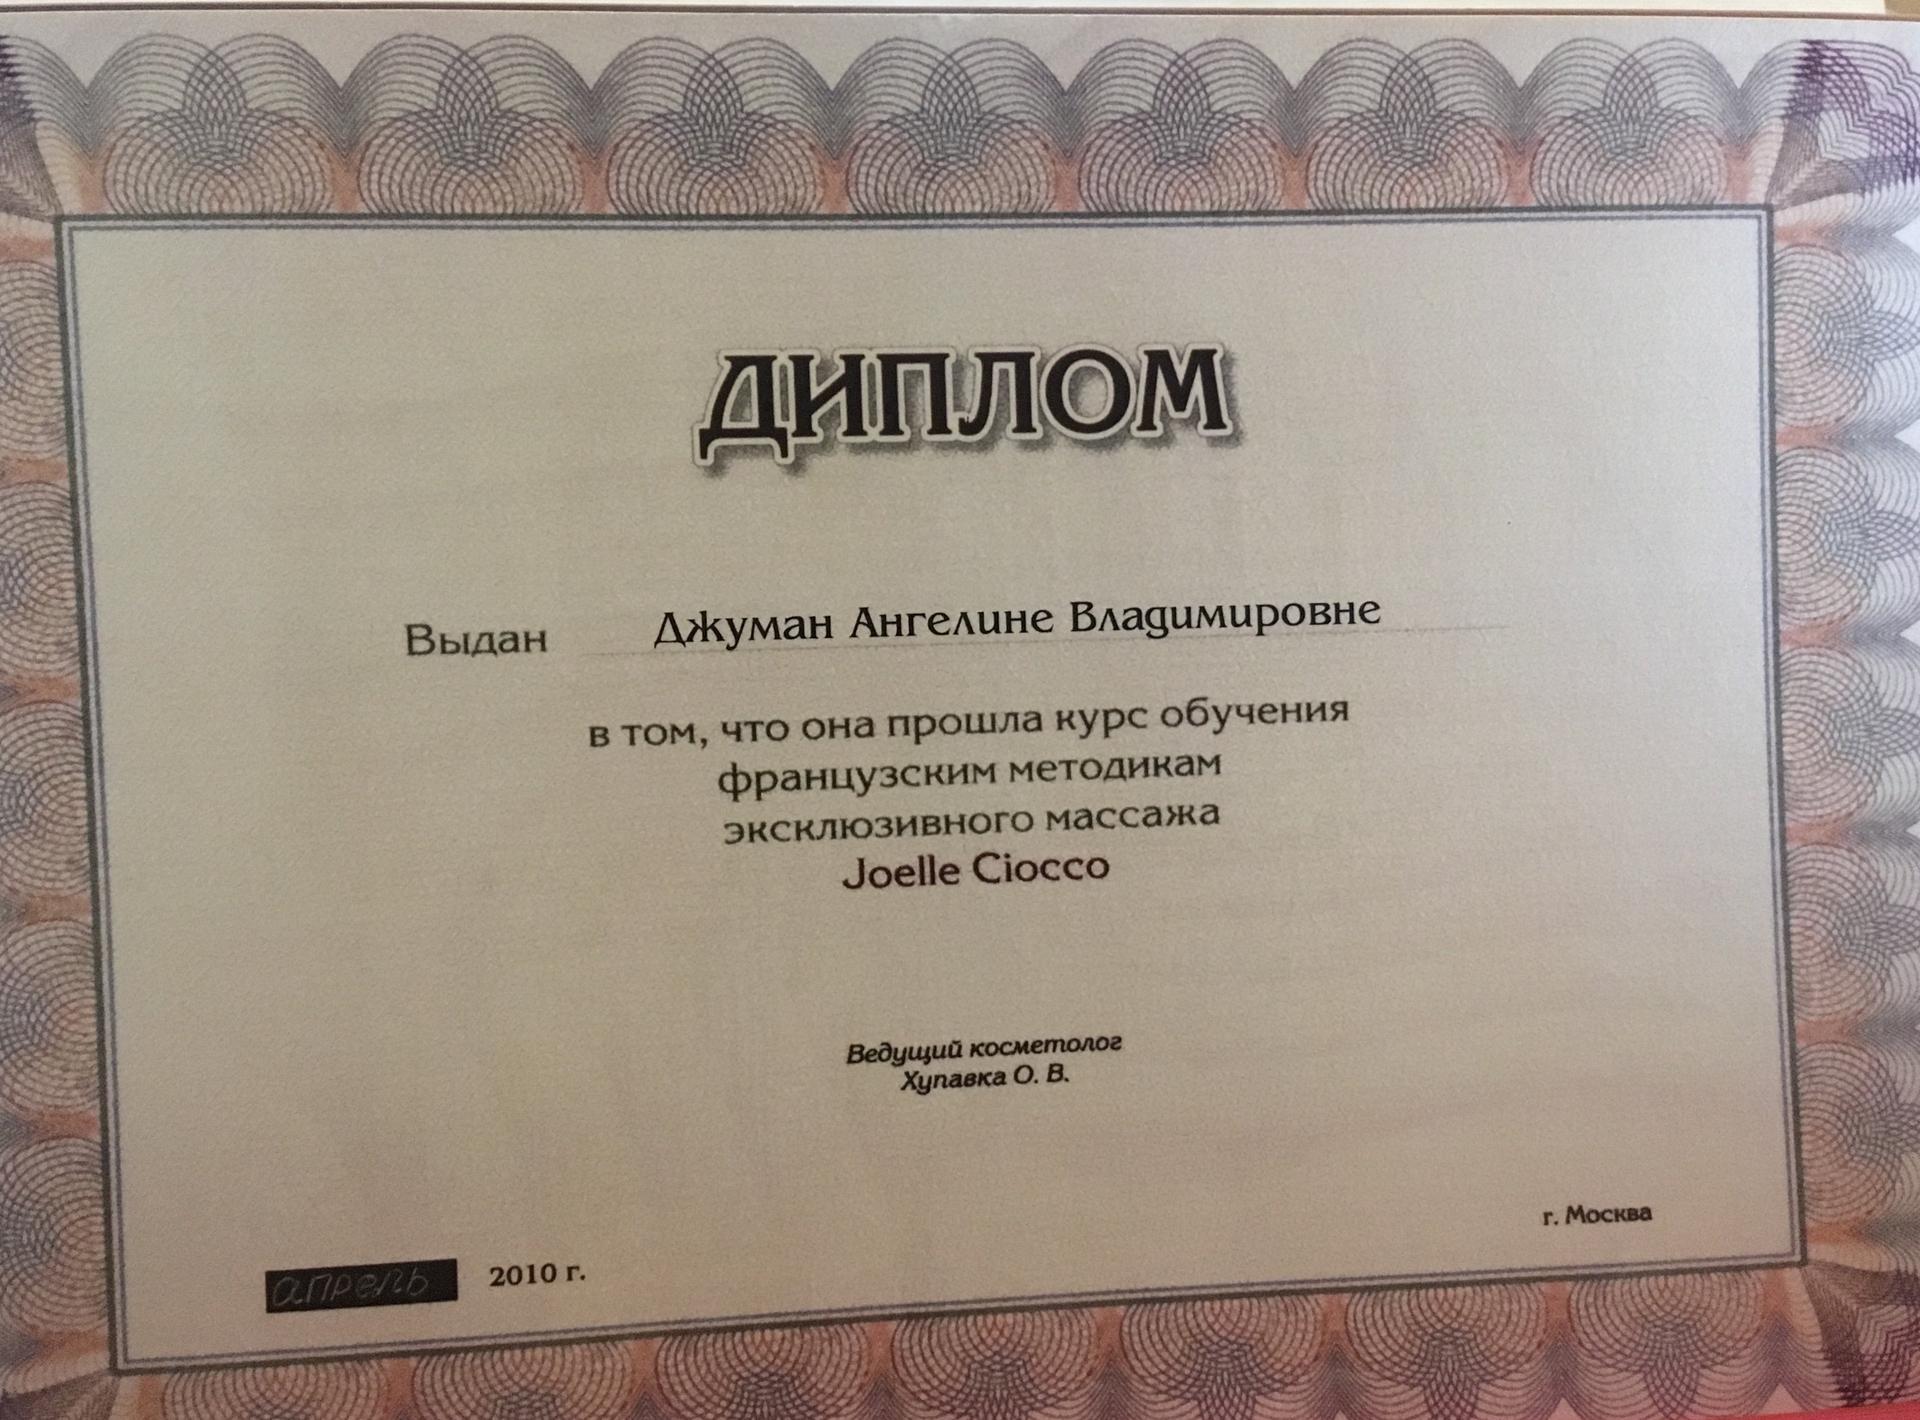 ДИПЛОМ
Выдан Джуман Ангелине Владимировне
в том, что она прошла курс обучения
французским методикам
эксклюзивного массажа
Joelle Ciocco
Ведущий косметолог
Хупавка О. В.
г. Москва
апрель 2010 г.